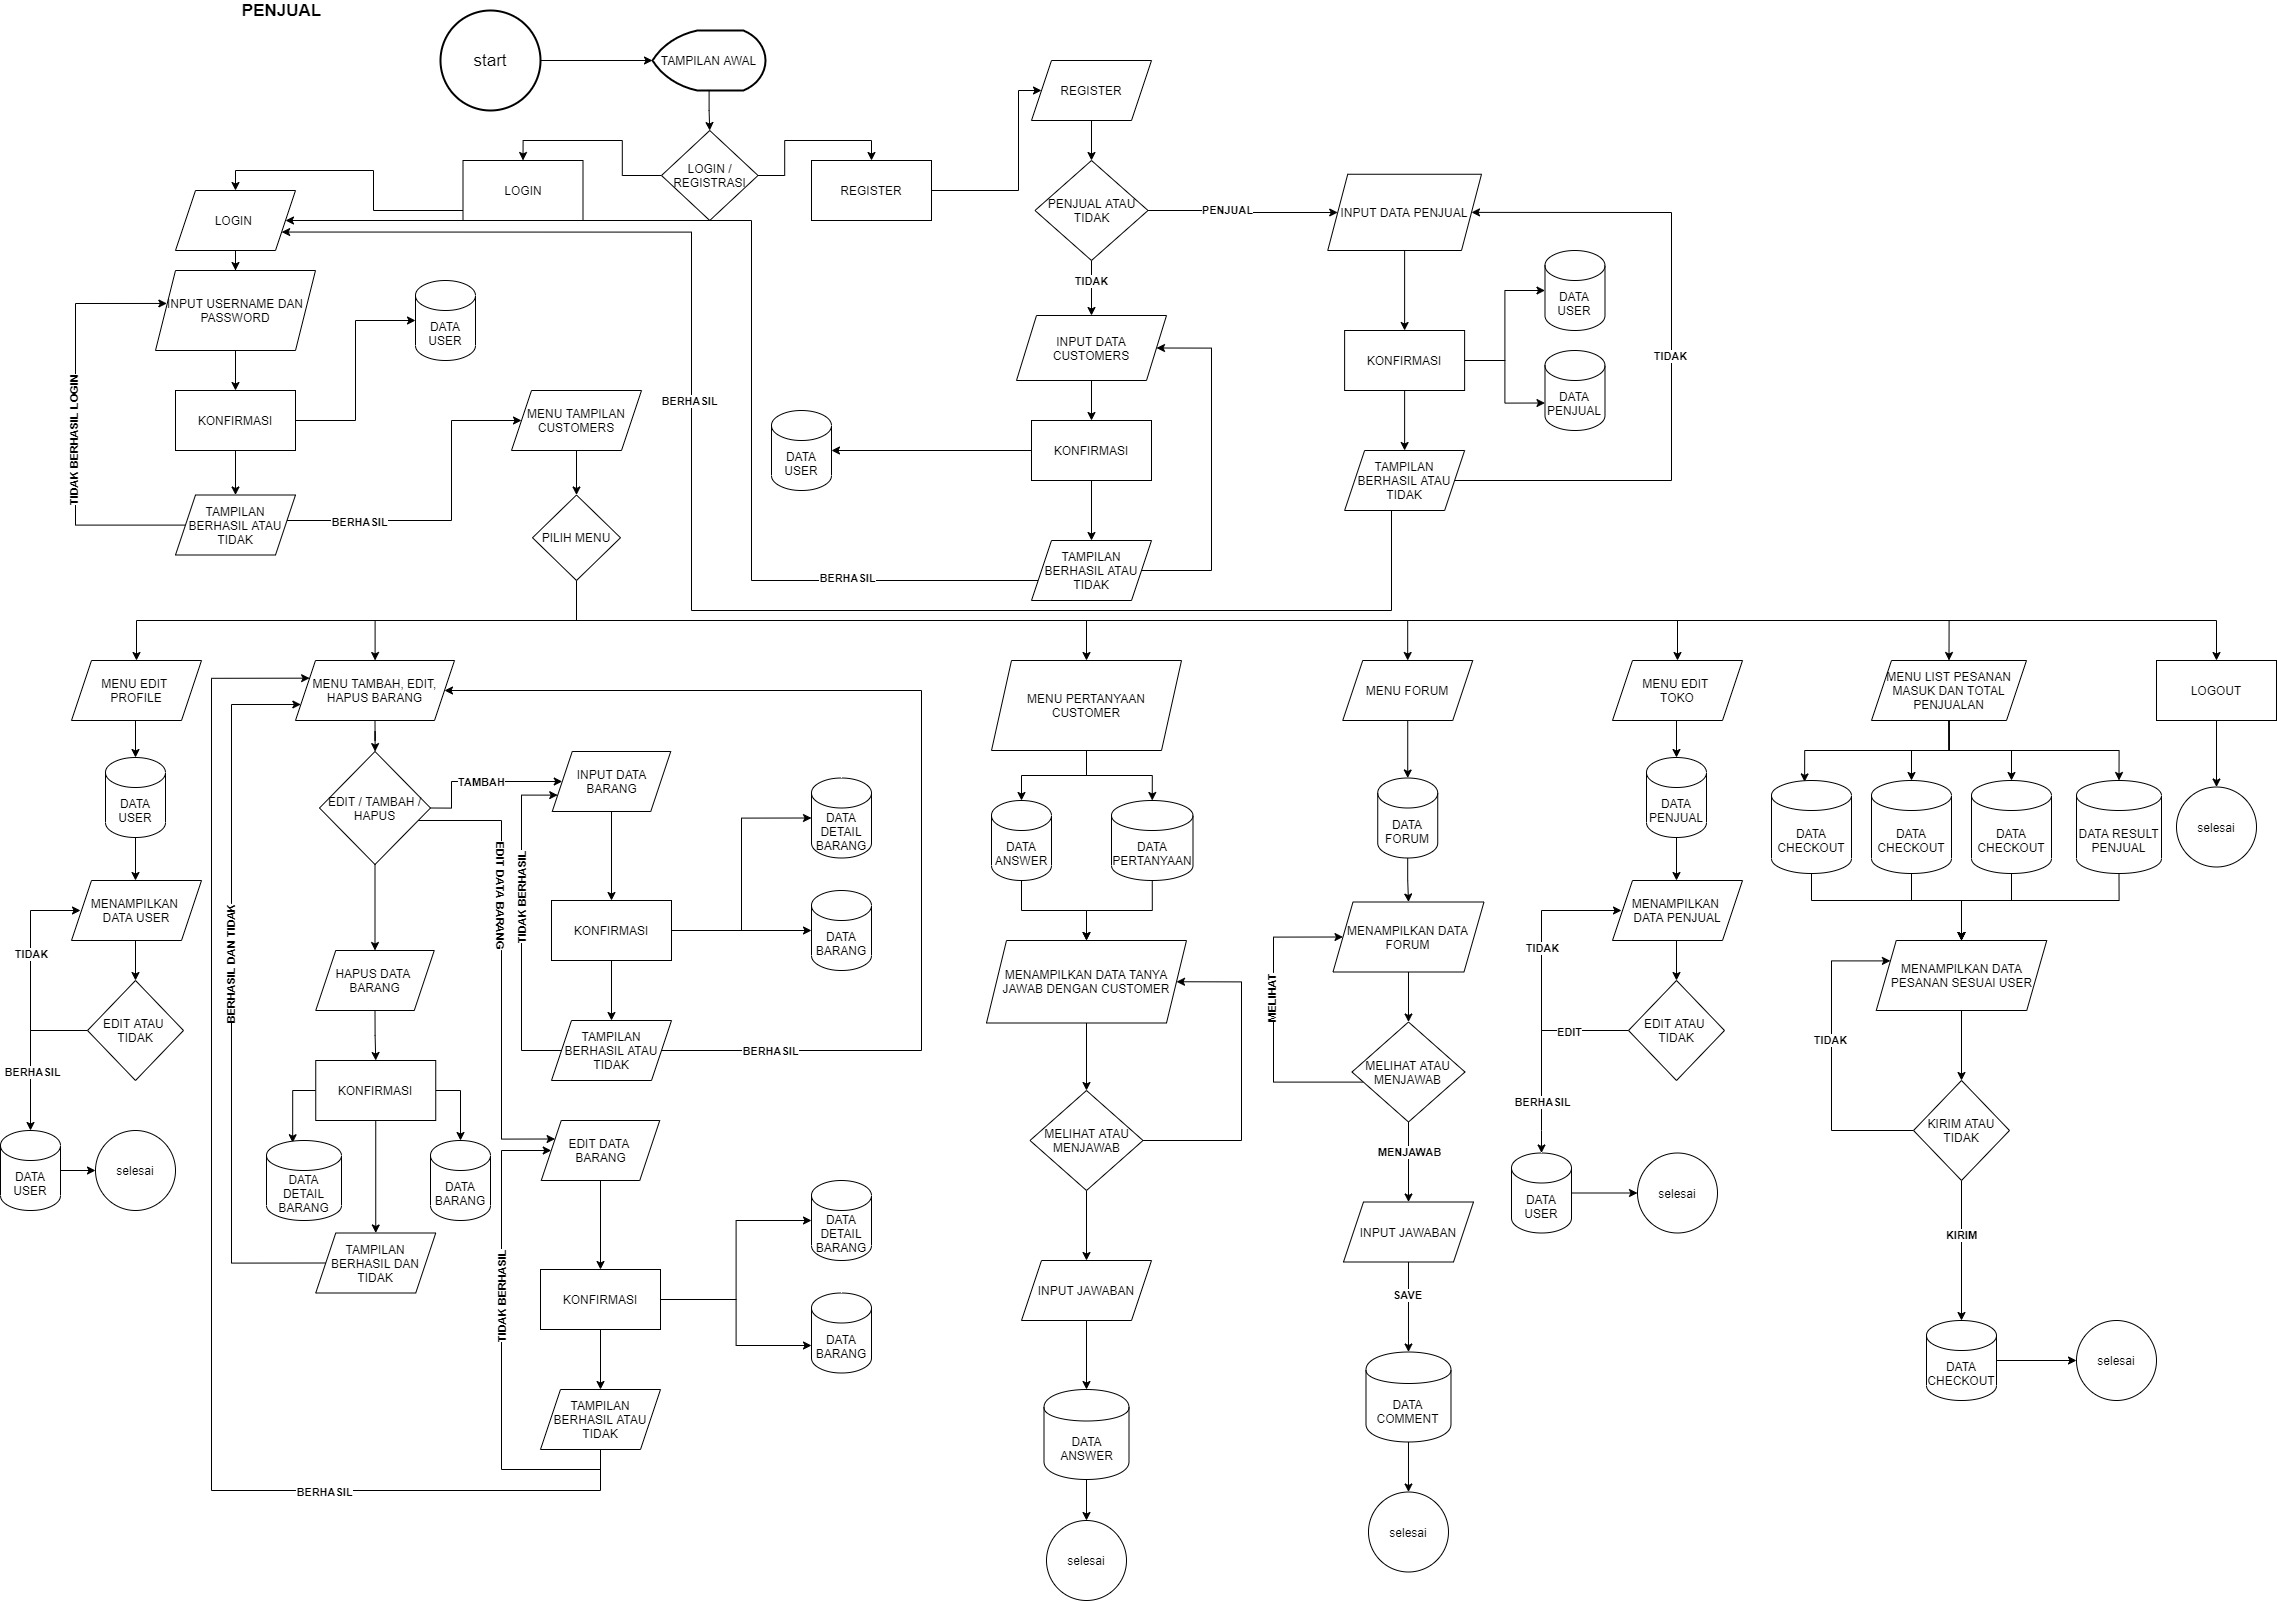 PENJUAL
start
TAMPILAN AWAL
REGISTER
LOGIN /
REGISTRASI
LOGIN
REGISTER
LOGIN
PENJUAL ATAU
TIDAK
PENJUAL
INPUT DATA PENJUAL
TIDAK
INPUT USERNAME DAN
PASSWORD
DATA
USER
INPUT DATA
CUSTOMERS
DATA
USER
KONFIRMASI
TIDAK
DATA
PENJUAL
TIDAK BERHASIL LOGIN
KONFIRMASI
MENU TAMPILAN
CUSTOMERS
BERHASIL
DATA
USER
KONFIRMASI
TAMPILAN
BERHASIL ATAU
TIDAK
TAMPILAN
BERHASIL ATAU
TIDAK
BERHASIL
PILIH MENU
BERHASIL
TAMPILAN
BERHASIL ATAU
TIDAK
MENU EDIT
PROFILE
MENU TAMBAH, EDIT,
HAPUS BARANG
MENU PERTANYAAN
CUSTOMER
MENU FORUM
MENU EDIT
TOKO
MENU LIST PESANAN
MASUK DAN TOTAL
PENJUALAN
LOGOUT
DATA
USER
EDIT / TAMBAH /
HAPUS
TAMBAH
INPUT DATA
BARANG
DATA
DETAIL
BARANG
DATA
ANSWER
DATA
PERTANYAAN
DATA
FORUM
DATA
PENJUAL
DATA
CHECKOUT
DATA
CHECKOUT
DATA
CHECKOUT
DATA RESULT
PENJUAL
selesai
EDIT DATA BARANG
TIDAK BERHASIL
MENAMPILKAN
DATA USER
KONFIRMASI
DATA
BARANG
MENAMPILKAN DATA
FORUM
MENAMPILKAN
DATA PENJUAL
TIDAK
BERHASIL DAN TIDAK
HAPUS DATA
BARANG
MENAMPILKAN DATA TANYA
JAWAB DENGAN CUSTOMER
MELIHAT
TIDAK
MENAMPILKAN DATA
PESANAN SESUAI USER
EDIT ATAU
TIDAK
TAMPILAN
BERHASIL ATAU
TIDAK
BERHASIL
EDIT
EDIT ATAU
TIDAK
TIDAK
BERHASIL
KONFIRMASI
MELIHAT ATAU
MENJAWAB
BERHASIL
MELIHAT ATAU
MENJAWAB
KIRIM ATAU
TIDAK
DATA
USER
selesai
DATA
DETAIL
BARANG
DATA
BARANG
EDIT DATA
BARANG
MENJAWAB
DATA
USER
selesai
TAMPILAN
BERHASIL DAN
TIDAK
TIDAK BERHASIL
DATA
DETAIL
BARANG
INPUT JAWABAN
KIRIM
KONFIRMASI
INPUT JAWABAN
SAVE
DATA
BARANG
DATA
CHECKOUT
selesai
TAMPILAN
BERHASIL ATAU
TIDAK
DATA
ANSWER
DATA
COMMENT
BERHASIL
selesai
selesai